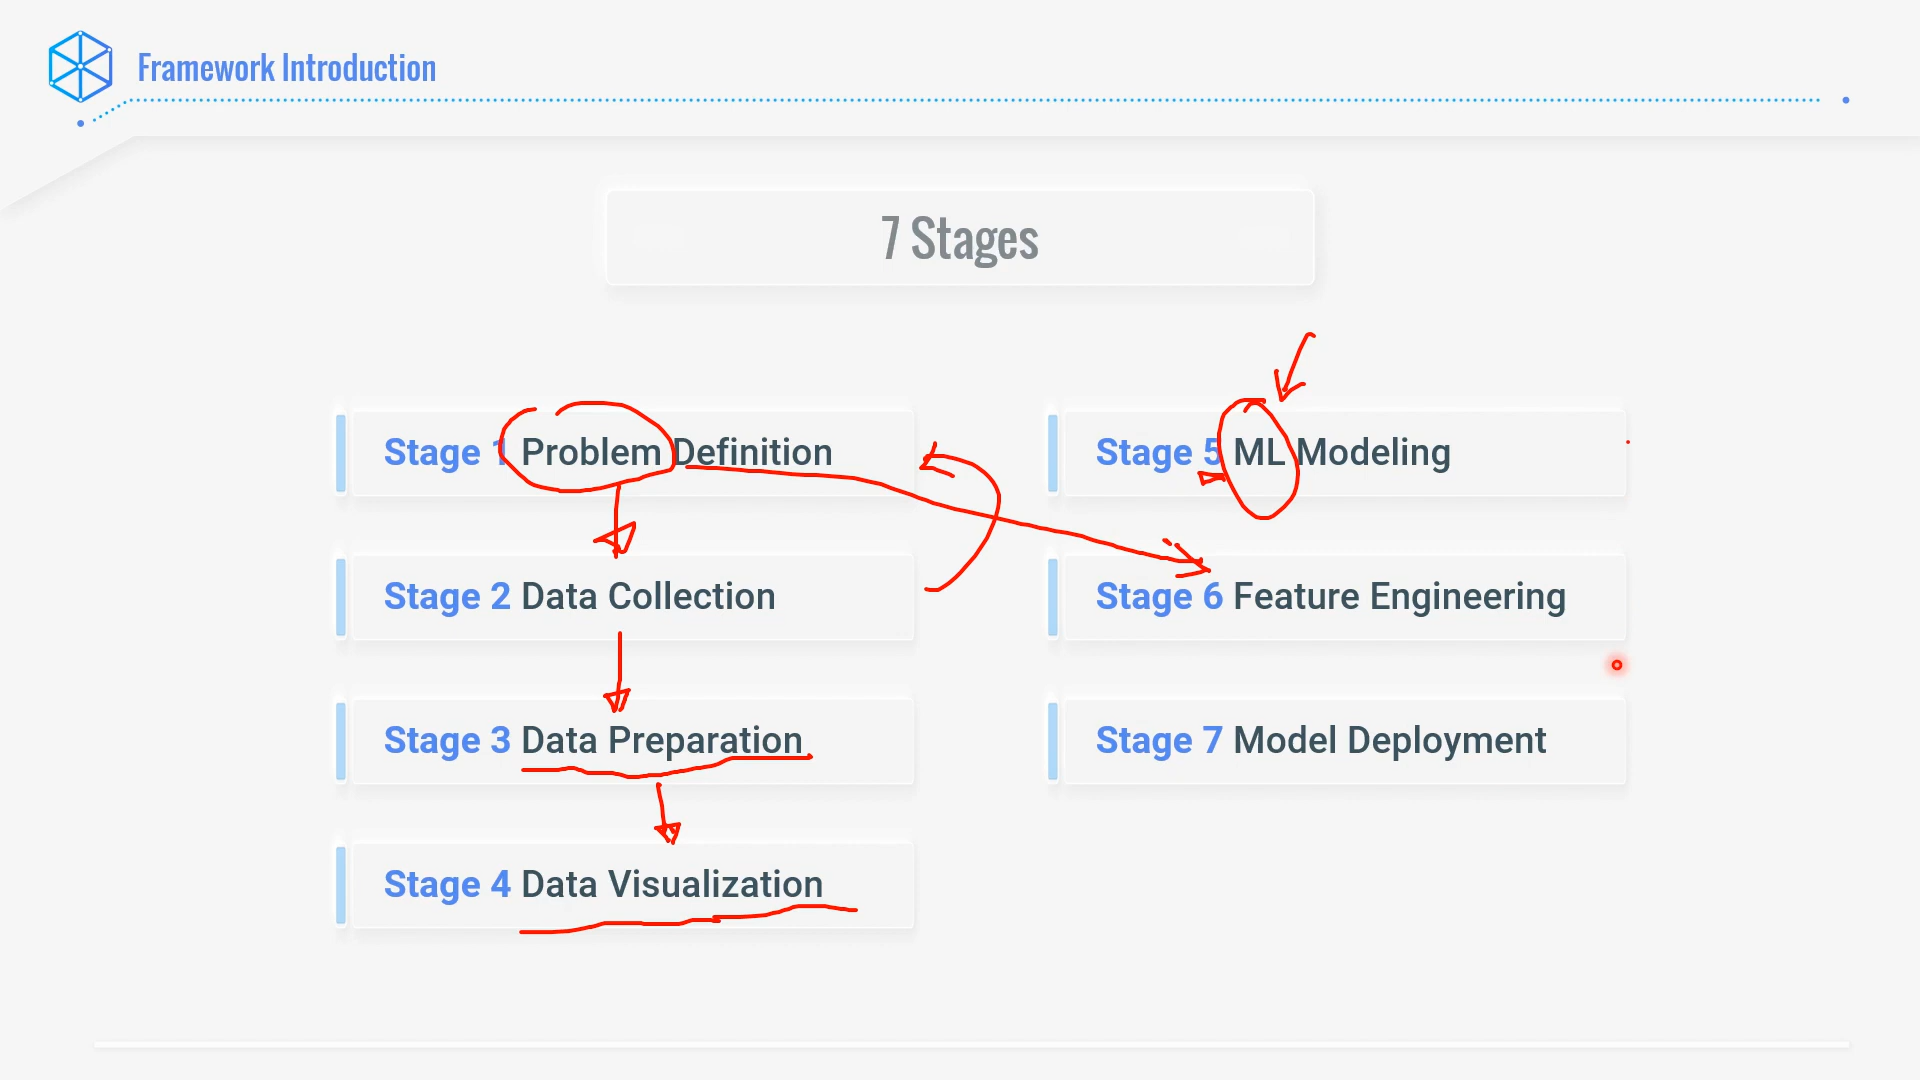 Framework Introduction
7 Stages
Stage 1 Problem Definition
Stage 2 Data Collection
Stage 3 Data Preparation
Stage 4 Data Visualization
Stage 5 ML Modeling
Stage 6 Feature Engineering
Stage 7 Model Deployment